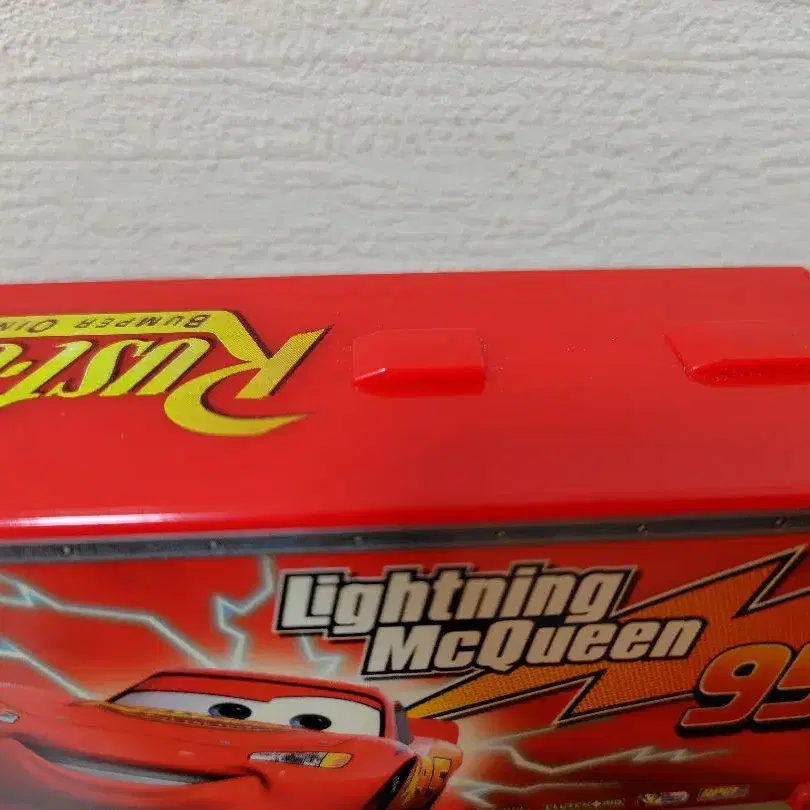 Rust-e
BUMPER OIN
Lightning
McQueen
95